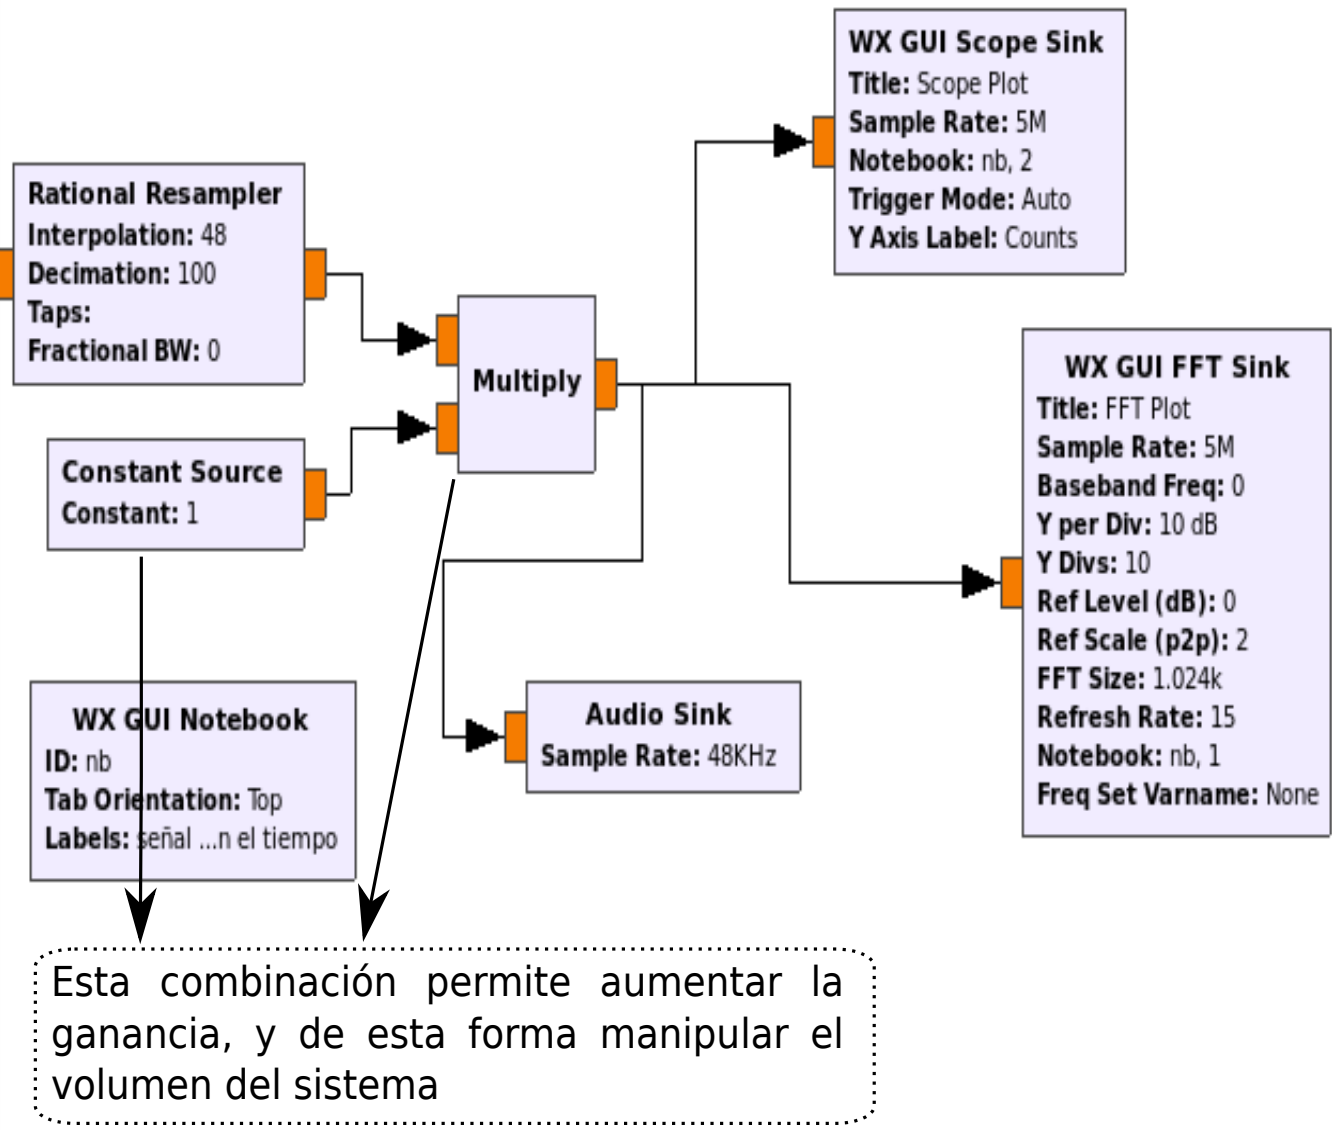 WX GUI Scope Sink
Title: Scope Plot
Sample Rate: 5M
Notebook: nb, 2
Trigger Mode: Auto
Y Axis Label: Counts
Rational Resampler
Interpolation: 48
Decimation: 100
Taps:
Fractional BW: 0
Multiply
Constant Source
Constant: 1
WX GUI FFT Sink
Title: FFT Plot
Sample Rate: 5M
Baseband Freq: 0
Y per Div: 10 dB
Y Divs: 10
Ref Level (dB): 0
Ref Scale (p2p): 2
FFT Size: 1.024k
Refresh Rate: 15
Notebook: nb, 1
Freq Set Varname: None
WX GUI Notebook
ID: nb
Tab Orientation: Top
Labels: señal ...n el tiempo
Audio Sink
Sample Rate: 48KHz
Esta combinación permite aumentar la
ganancia, y de esta forma manipular el
volumen del sistema